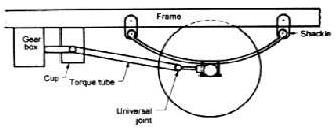 Frame
Gear
box
Shackle
Cup
Torque tube
Universal
joint